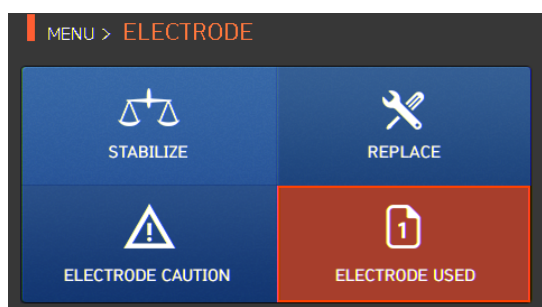 MENU > ELECTRODE
STABILIZE
REPLACE
ELECTRODE CAUTION
1
ELECTRODE USED